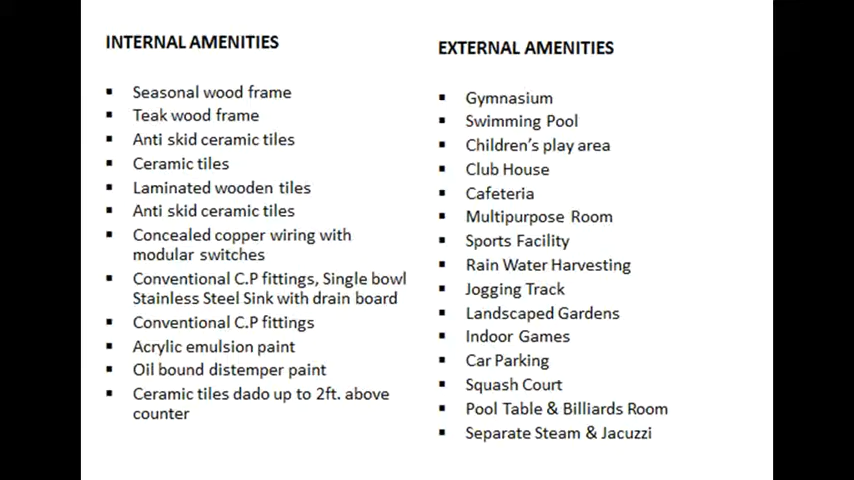 INTERNAL AMENITIES
▪ Seasonal wood frame
▪ Teak wood frame
▪ Anti skid ceramic tiles
▪ Ceramic tiles
▪ Laminated wooden tiles
▪ Anti skid ceramic tiles
▪ Concealed copper wiring with
modular switches
▪ Conventional C.P fittings, Single bowl
Stainless Steel Sink with drain board
▪ Conventional C.P fittings
▪ Acrylic emulsion paint
▪ Oil bound distemper paint
▪ Ceramic tiles dado up to 2ft. above
counter
EXTERNAL AMENITIES
▪ Gymnasium
▪ Swimming Pool
▪ Children’s play area
▪ Club House
▪ Cafeteria
▪ Multipurpose Room
▪ Sports Facility
▪ Rain Water Harvesting
▪ Jogging Track
▪ Landscaped Gardens
▪ Indoor Games
▪ Car Parking
▪ Squash Court
▪ Pool Table & Billiards Room
▪ Separate Steam & Jacuzzi